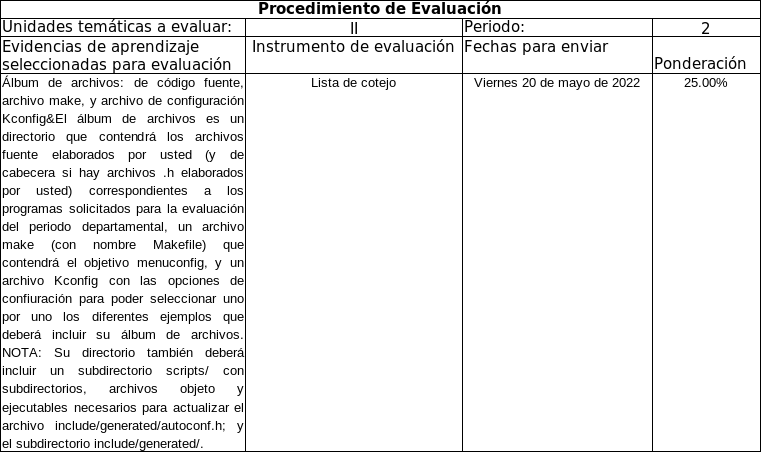 Procedimiento de Evaluación
Unidades temáticas a evaluar: II Periodo: 2
Evidencias de aprendizaje seleccionadas para evaluación Instrumento de evaluación Fechas para enviar Ponderación
Álbum de archivos: de código fuente,
archivo make, y archivo de configuración
Kconfig&El álbum de archivos es un
directorio que contendrá los archivos
fuente elaborados por usted (y de
cabecera si hay archivos .h elaborados
por usted) correspondientes a los
programas solicitados para la evaluación
del periodo departamental, un archivo
make (con nombre Makefile) que
contendrá el objetivo menuconfig, y un
archivo Kconfig con las opciones de
confiuración para poder seleccionar uno
por uno los diferentes ejemplos que
deberá incluir su álbum de archivos.
NOTA: Su directorio también deberá
incluir un subdirectorio scripts/ con
subdirectorios, archivos objeto y
ejecutables necesarios para actualizar el
archivo include/generated/autoconf.h; y
el subdirectorio include/generated/.
Lista de cotejo
Viernes 20 de mayo de 2022
25.00%